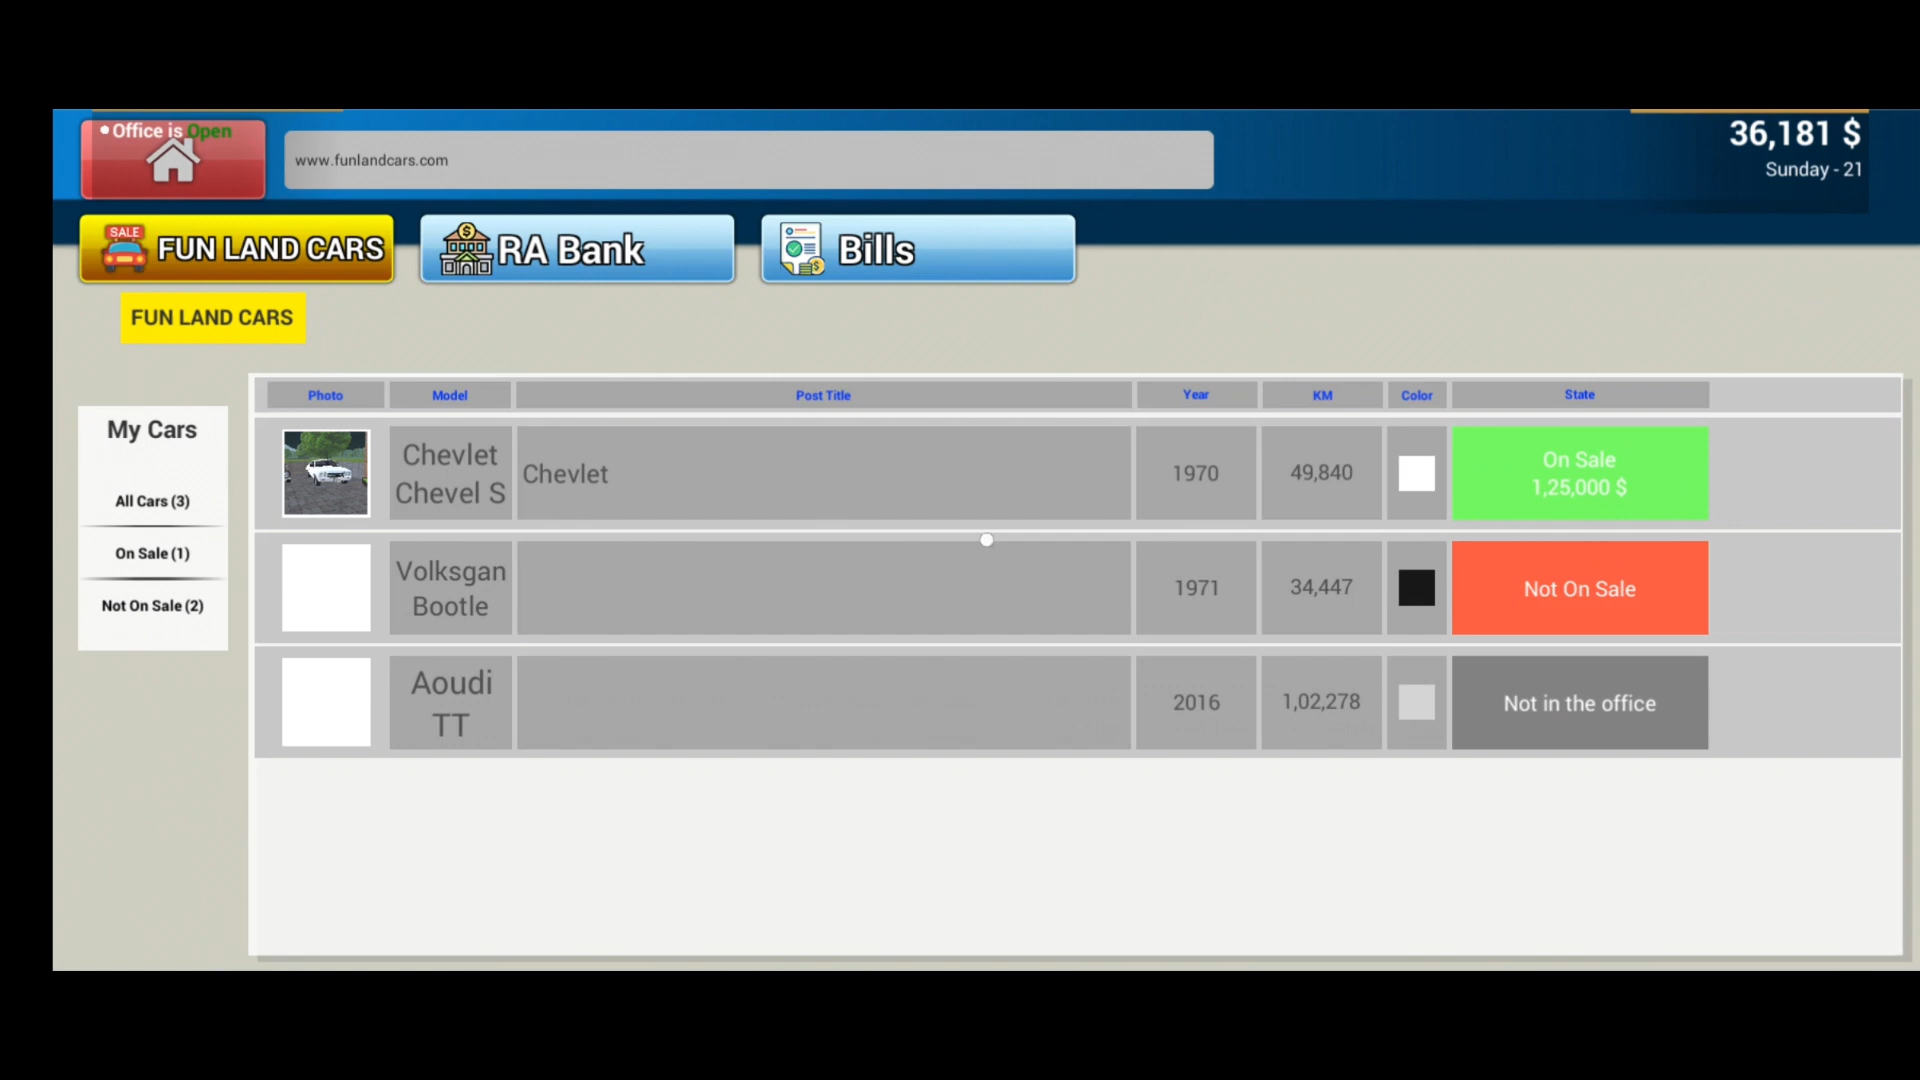 Office is Open
www.funlandcars.com
36,181 $
Sunday - 21
SALE
FUN LAND CARS
RA Bank
Bills
FUN LAND CARS
Photo
Model
Post Title
Year
KM
Color
State
My Cars
All Cars (3)
On Sale (1)
Not On Sale (2)
Chevlet
Chevel S
Chevlet
1970
49,840
On Sale
1,25,000 $
Volksgan
Bootle
1971
34,447
Not On Sale
Aoudi
TT
2016
1,02,278
Not in the office